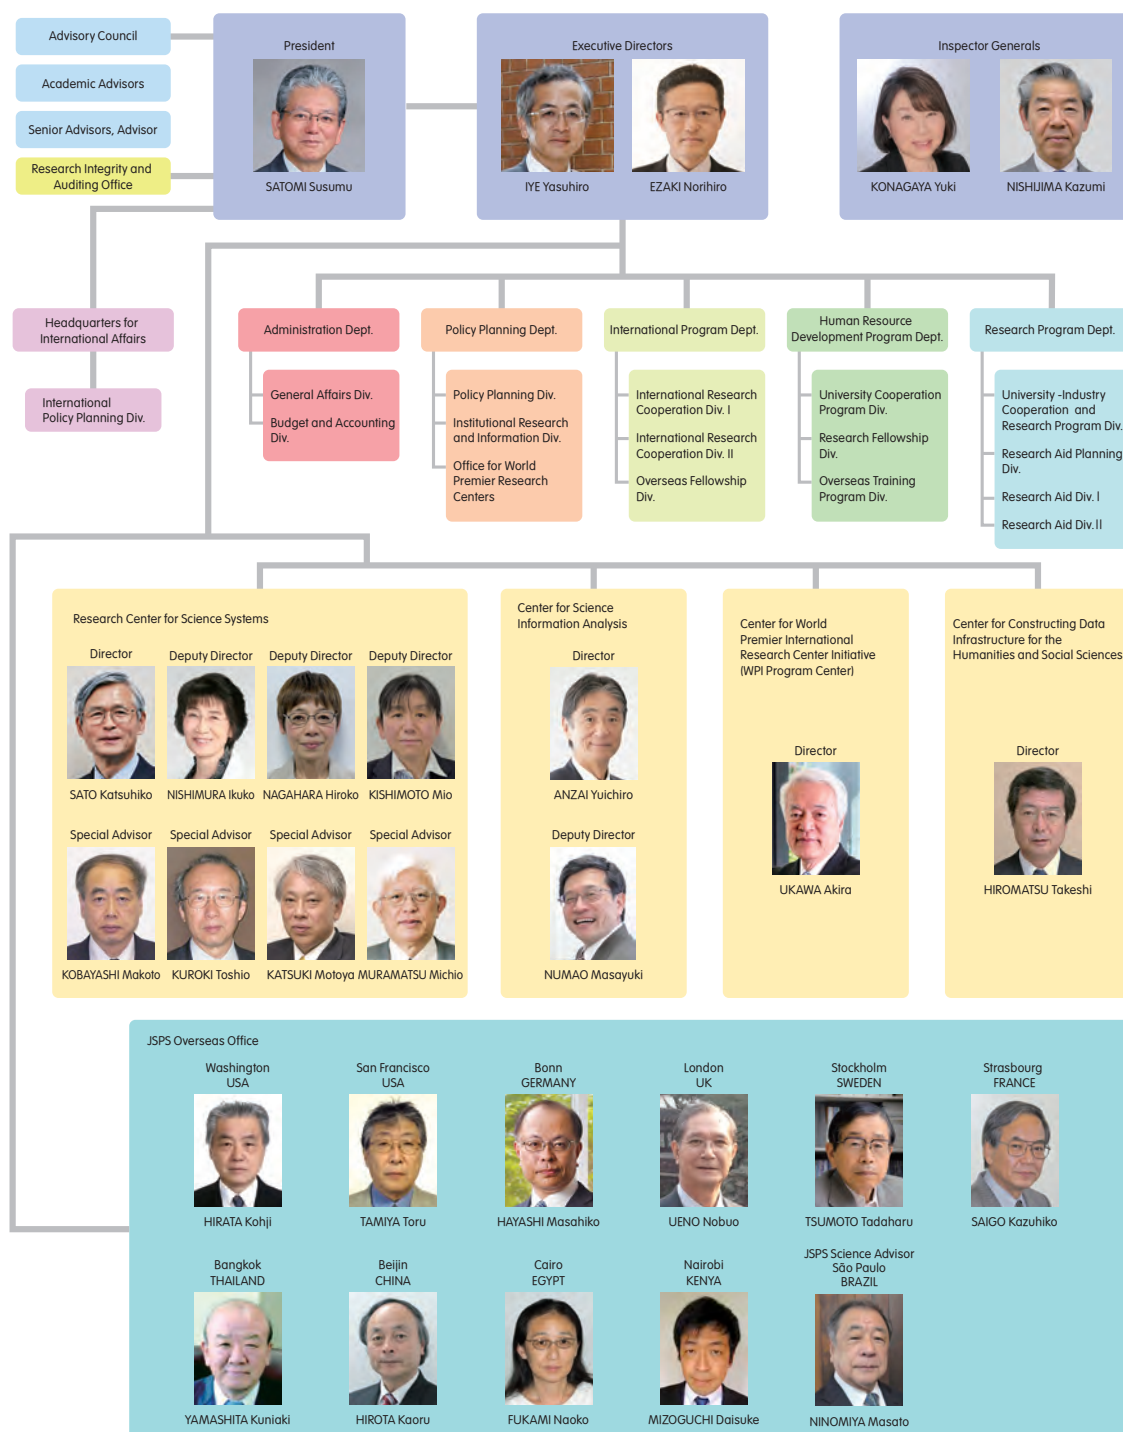 Advisory Council
Academic Advisors
Senior Advisors, Advisor
Research Integrity and
Auditing Office
President
SATOMI Susumu
Executive Directors
IYE Yasuhiro
EZAKI Norihiro
Inspector Generals
KONAGAYA Yuki
NISHIJIMA Kazumi
Headquarters for
International Affairs
International
Policy Planning Div.
Administration Dept.
General Affairs Div.
Budget and Accounting
Div.
Policy Planning Dept.
Policy Planning Div.
Institutional Research
and Information Div.
Office for World
Premier Research
Centers
International Program Dept.
International Research
Cooperation Div. I
International Research
Cooperation Div. II
Overseas Fellowship
Div.
Human Resource
Development Program Dept.
University Cooperation
Program Div.
Research Fellowship
Div.
Overseas Training
Program Div.
Research Program Dept.
University -Industry
Cooperation and
Research Program Div.
Research Aid Planning
Div.
Research Aid Div. I
Research Aid Div. II
Research Center for Science Systems
Director
SATO Katsuhiko
Deputy Director
NISHIMURA Ikuko
Deputy Director
NAGAHARA Hiroko
Deputy Director
KISHIMOTO Mio
Special Advisor
KOBAYASHI Makoto
Special Advisor
KUROKI Toshio
Special Advisor
KATSUKI Motoya
Special Advisor
MURAMATSU Michio
Center for Science
Information Analysis
Director
ANZAI Yuichiro
Deputy Director
NUMAO Masayuki
Center for World
Premier International
Research Center Initiative
(WPI Program Center)
Director
UKAWA Akira
Center for Constructing Data
Infrastructure for the
Humanities and Social Sciences
Director
HIROMATSU Takeshi
JSPS Overseas Office
Washington
USA
HIRATA Kohji
San Francisco
USA
TAMIYA Toru
Bonn
GERMANY
HAYASHI Masahiko
London
UK
UENO Nobuo
Stockholm
SWEDEN
TSUMOTO Tadaharu
Strasbourg
FRANCE
SAIGO Kazuhiko
Bangkok
THAILAND
YAMASHITA Kuniaki
Beijin
CHINA
HIROTA Kaoru
Cairo
EGYPT
FUKAMI Naoko
Nairobi
KENYA
MIZOGUCHI Daisuke
JSPS Science Advisor
São Paulo
BRAZIL
NINOMIYA Masato